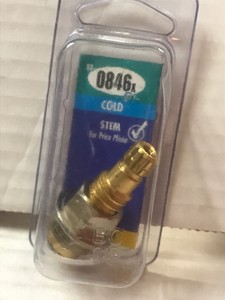 0846x
COLD
STEM
for Price Pfister